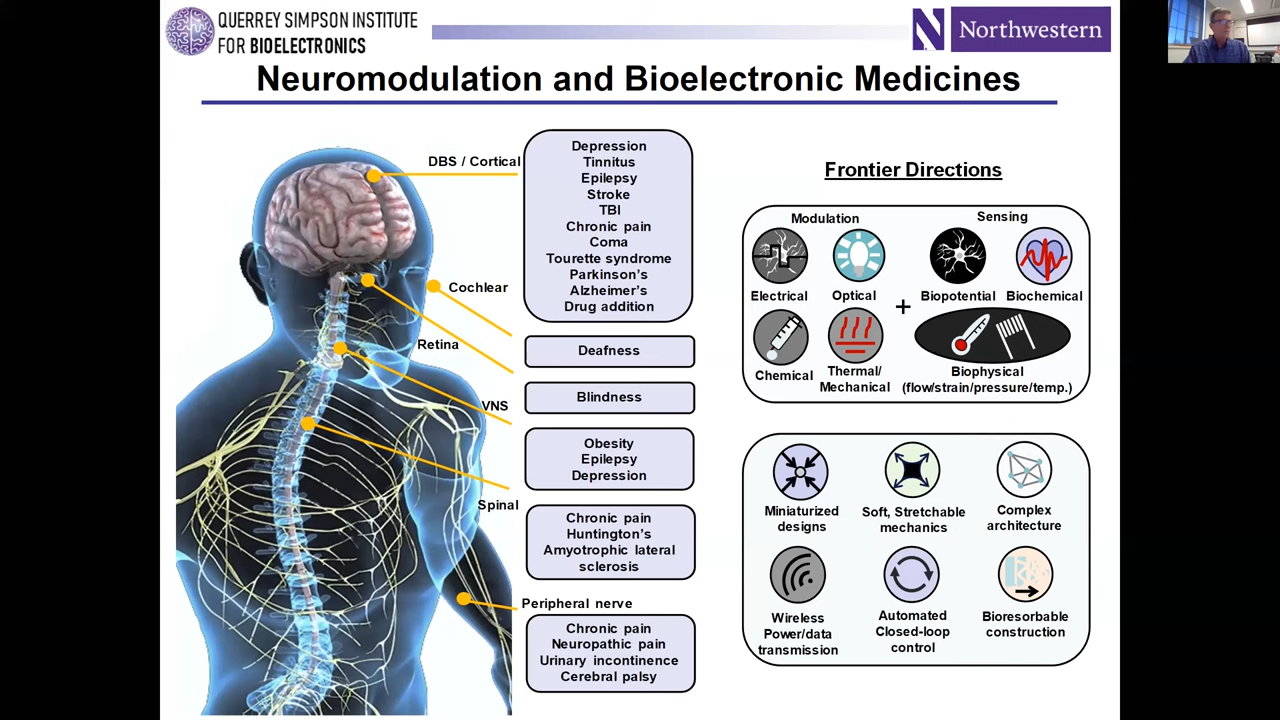 QUERREY SIMPSON INSTITUTE
FOR BIOELECTRONICS
N Northwestern
Neuromodulation and Bioelectronic Medicines
DBS / Cortical
Depression
Tinnitus
Epilepsy
Stroke
TBI
Chronic pain
Coma
Tourette syndrome
Parkinson's
Alzheimer's
Drug addition
Cochlear
Deafness
Retina
Blindness
VNS
Obesity
Epilepsy
Depression
Spinal
Chronic pain
Huntington's
Amyotrophic lateral
sclerosis
Peripheral nerve
Chronic pain
Neuropathic pain
Urinary incontinence
Cerebral palsy
Frontier Directions
Modulation
Sensing
Electrical
Optical
+
Biopotential
Biochemical
Chemical
Thermal/
Mechanical
Biophysical
(flow/strain/pressure/temp.)
Miniaturized
designs
Soft, Stretchable
mechanics
Complex
architecture
Wireless
Power/data
transmission
Automated
Closed-loop
control
Bioresorbable
construction